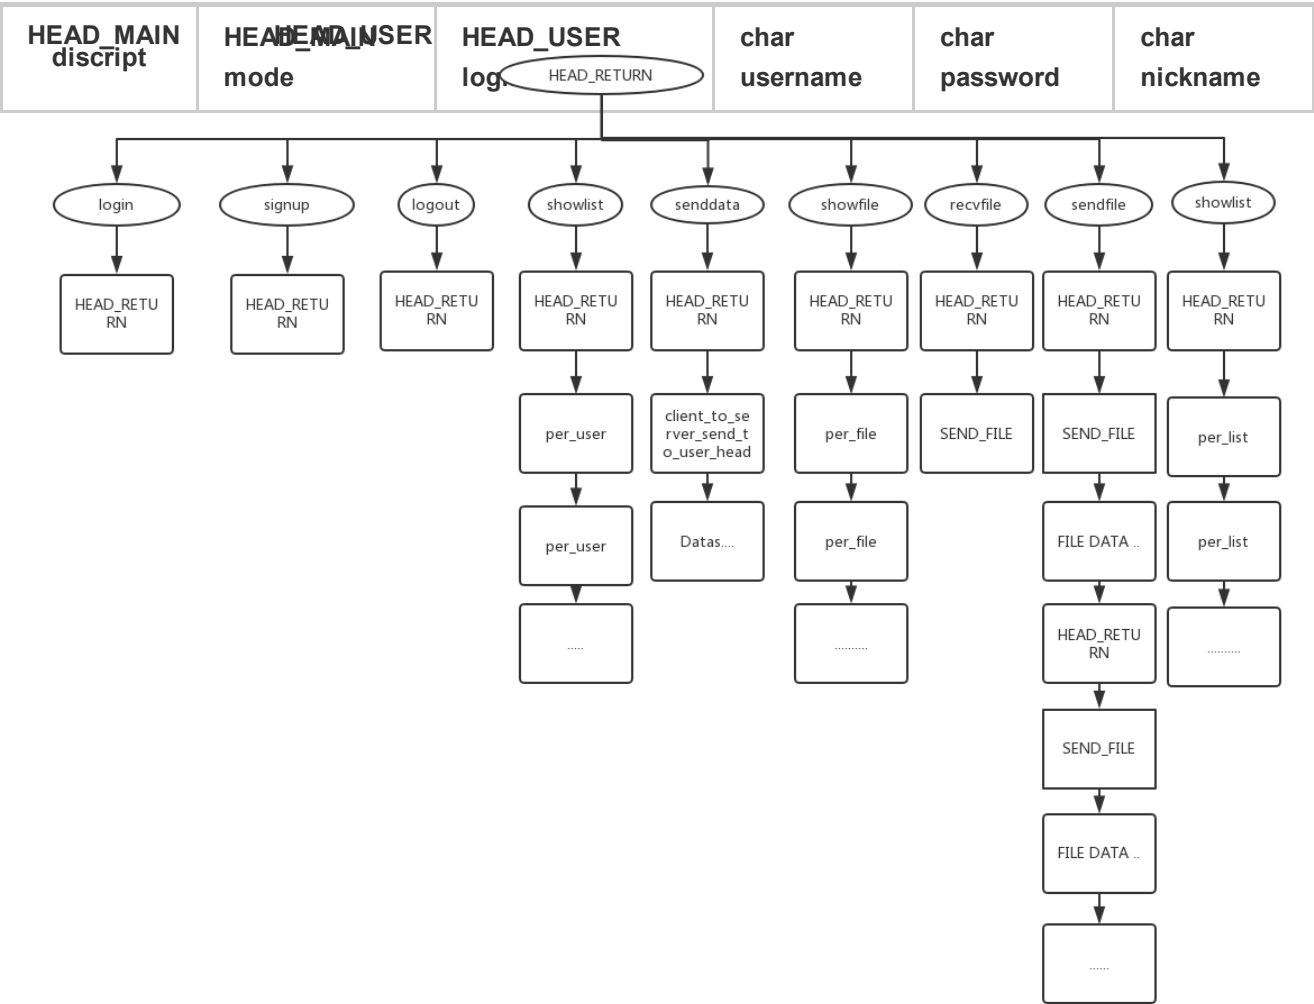 HEAD_MAIN
discript
HEAD_MAIN
HEAD_USER
mode
HEAD_USER
char
username
char
password
char
nickname
HEAD_RETURN
login
signup
logout
showlist
senddata
showfile
recvfile
sendfile
showlist
HEAD_RETU
RN
HEAD_RETU
RN
HEAD_RETU
RN
HEAD_RETU
RN
HEAD_RETU
RN
HEAD_RETU
RN
HEAD_RETU
RN
HEAD_RETU
RN
HEAD_RETU
RN
per_user
client_to_se
rver_send_t
o_user_head
per_file
SEND_FILE
SEND_FILE
per_list
per_user
Datas....
per_file
FILE DATA ..
per_list
.....
..........
HEAD_RETU
RN
..........
SEND_FILE
FILE DATA ..
......